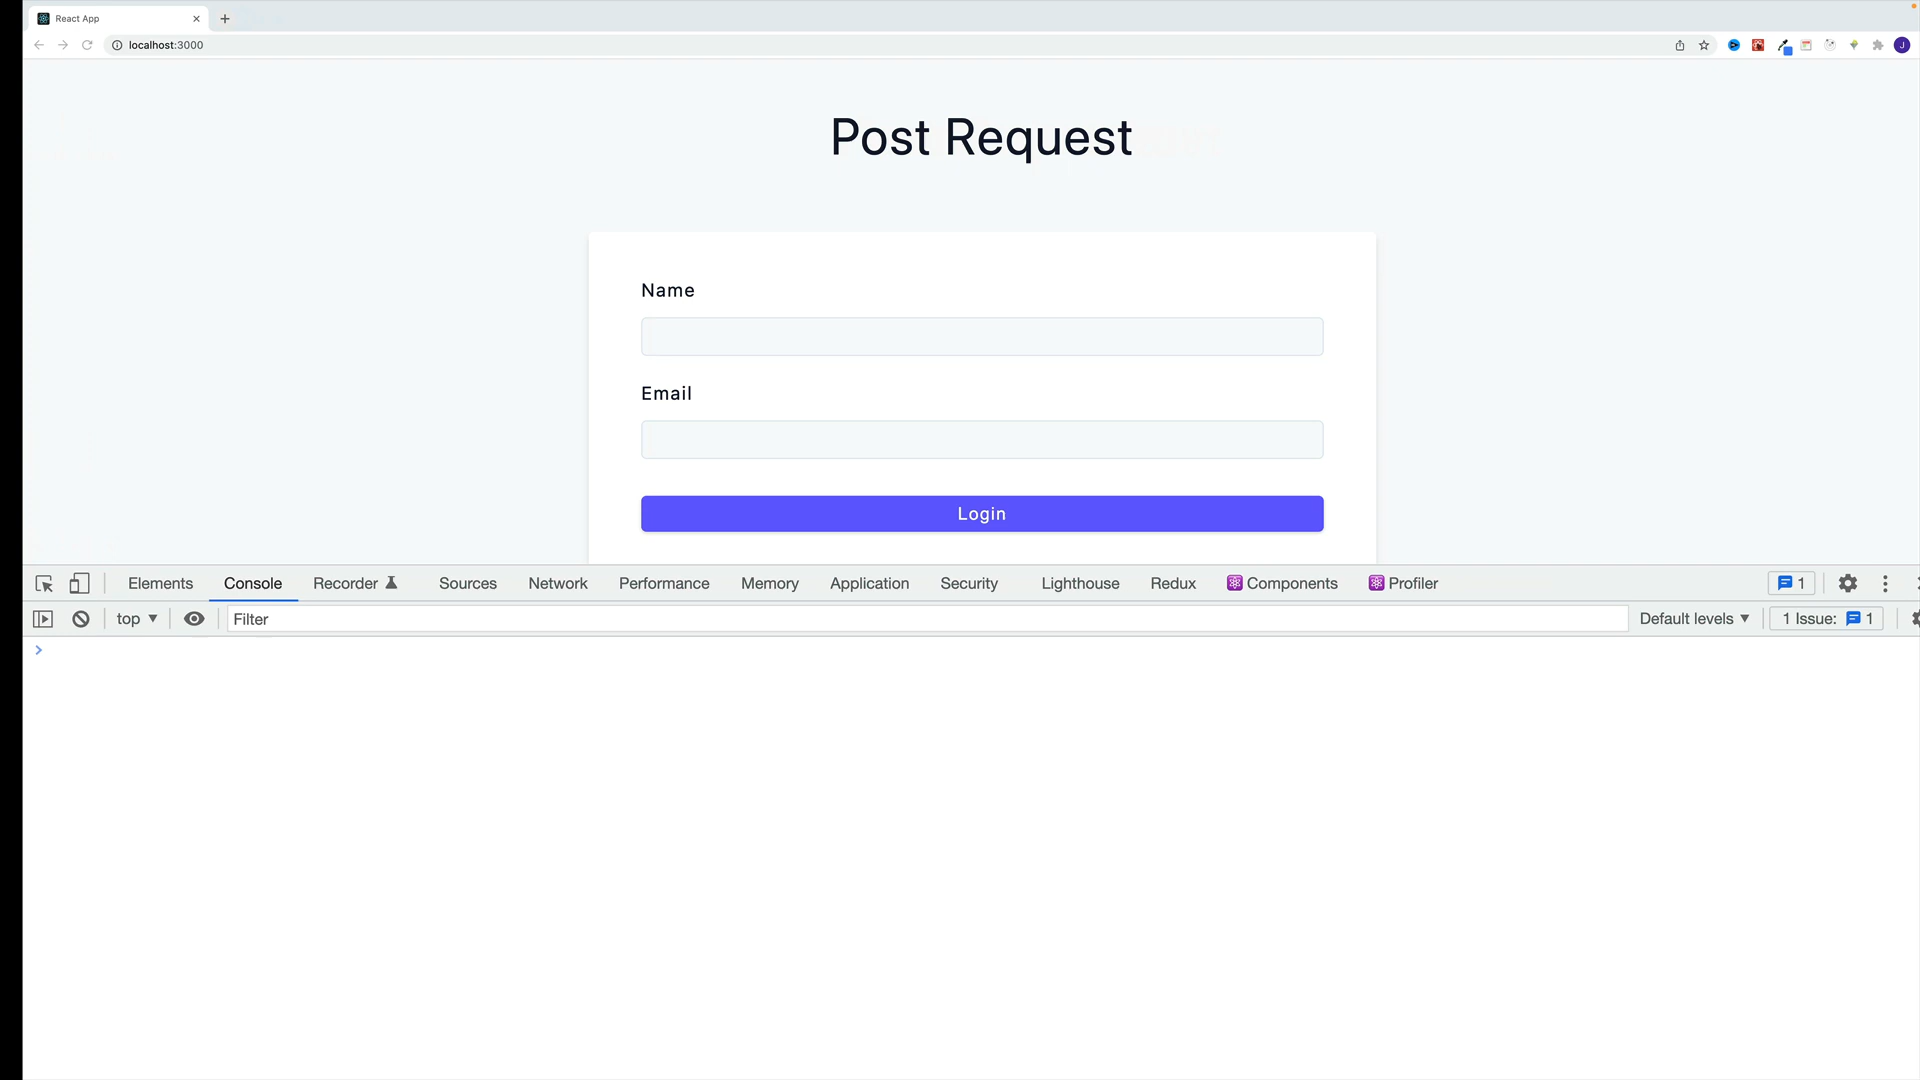 React App
localhost:3000
J
Post Request
Name
Email
Login
Elements Console Recorder Sources Network Performance Memory Application Security Lighthouse Redux Components Profiler 1
top Filter Default levels 1 Issue: 1